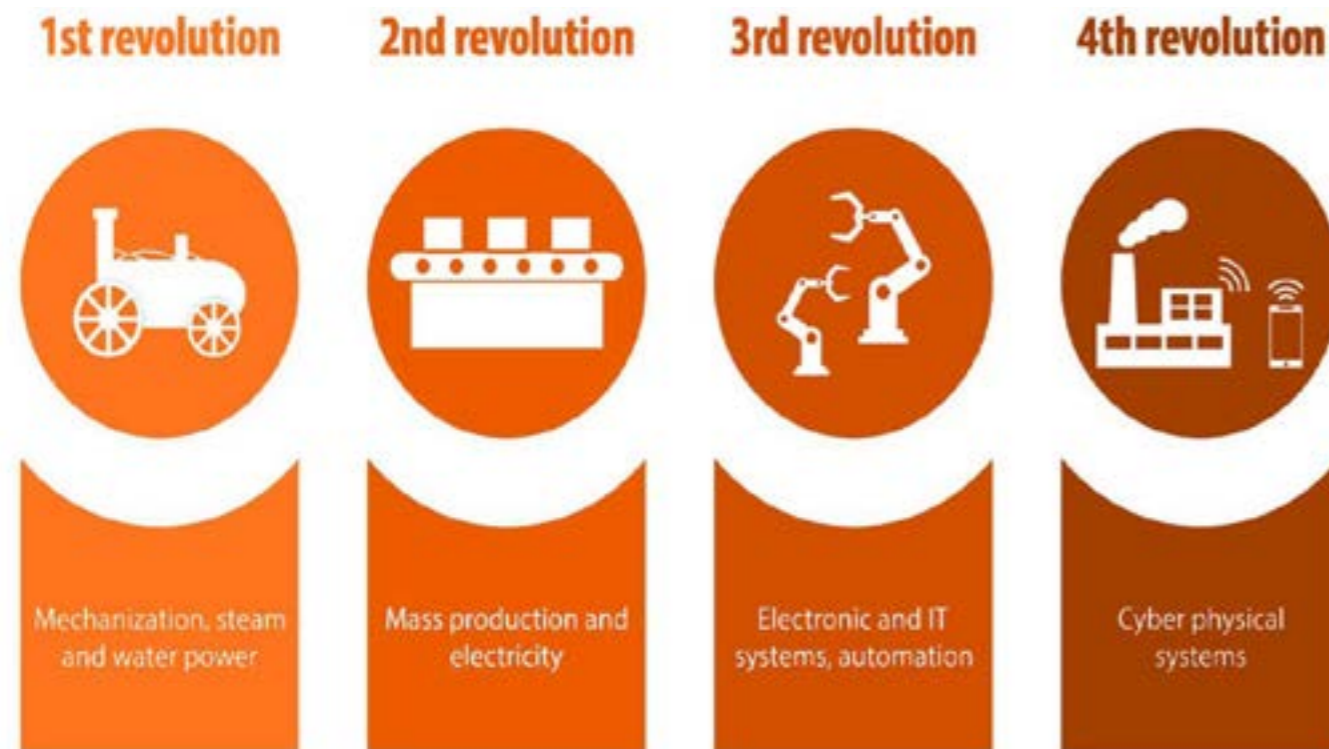 1st revolution
2nd revolution
3rd revolution
4th revolution
Mechanization, steam
and water power
Mass production and
electricity
Electronic and IT
systems, automation
Cyber physical
systems